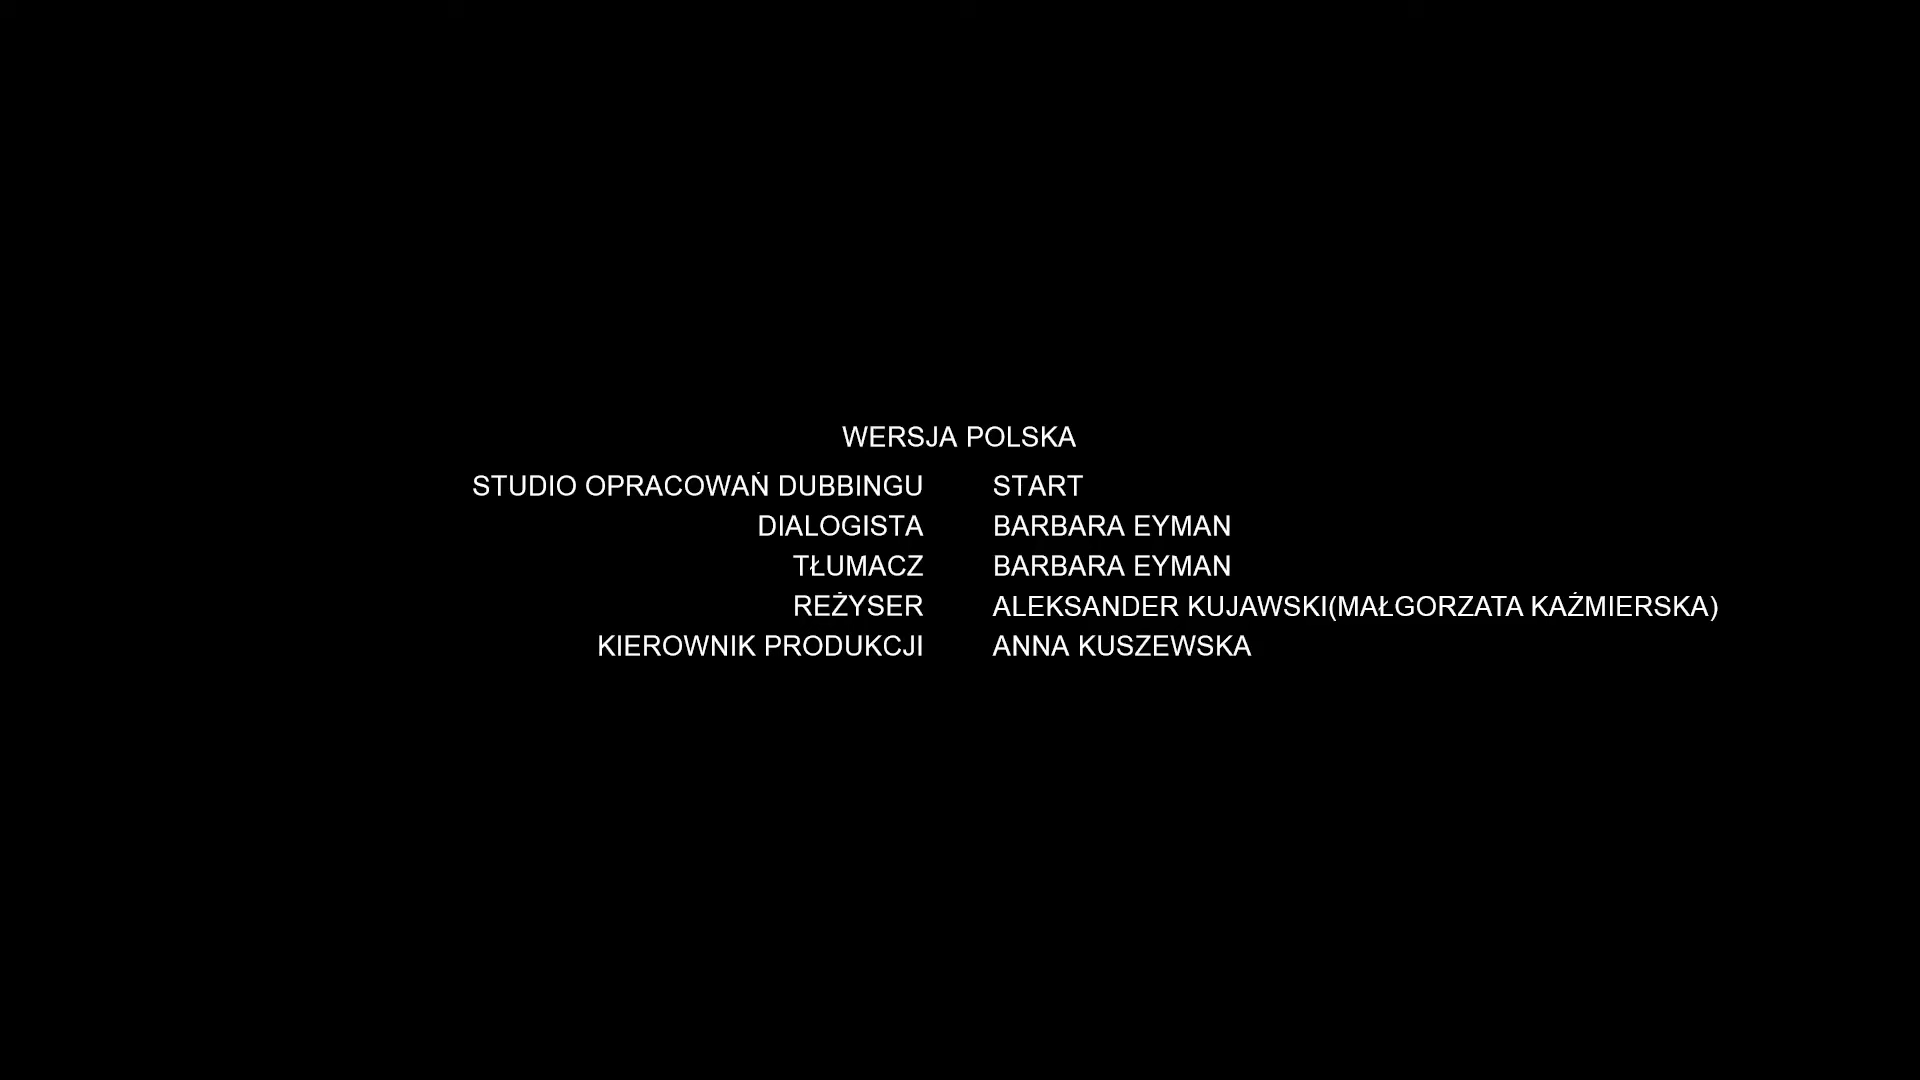 WERSJA POLSKA
STUDIO OPRACOWAŃ DUBBINGU START
DIALOGISTA BARBARA EYMAN
TŁUMACZ BARBARA EYMAN
REŻYSER ALEKSANDER KUJAWSKI(MAŁGORZATA KAŹMIERSKA)
KIEROWNIK PRODUKCJI ANNA KUSZEWSKA